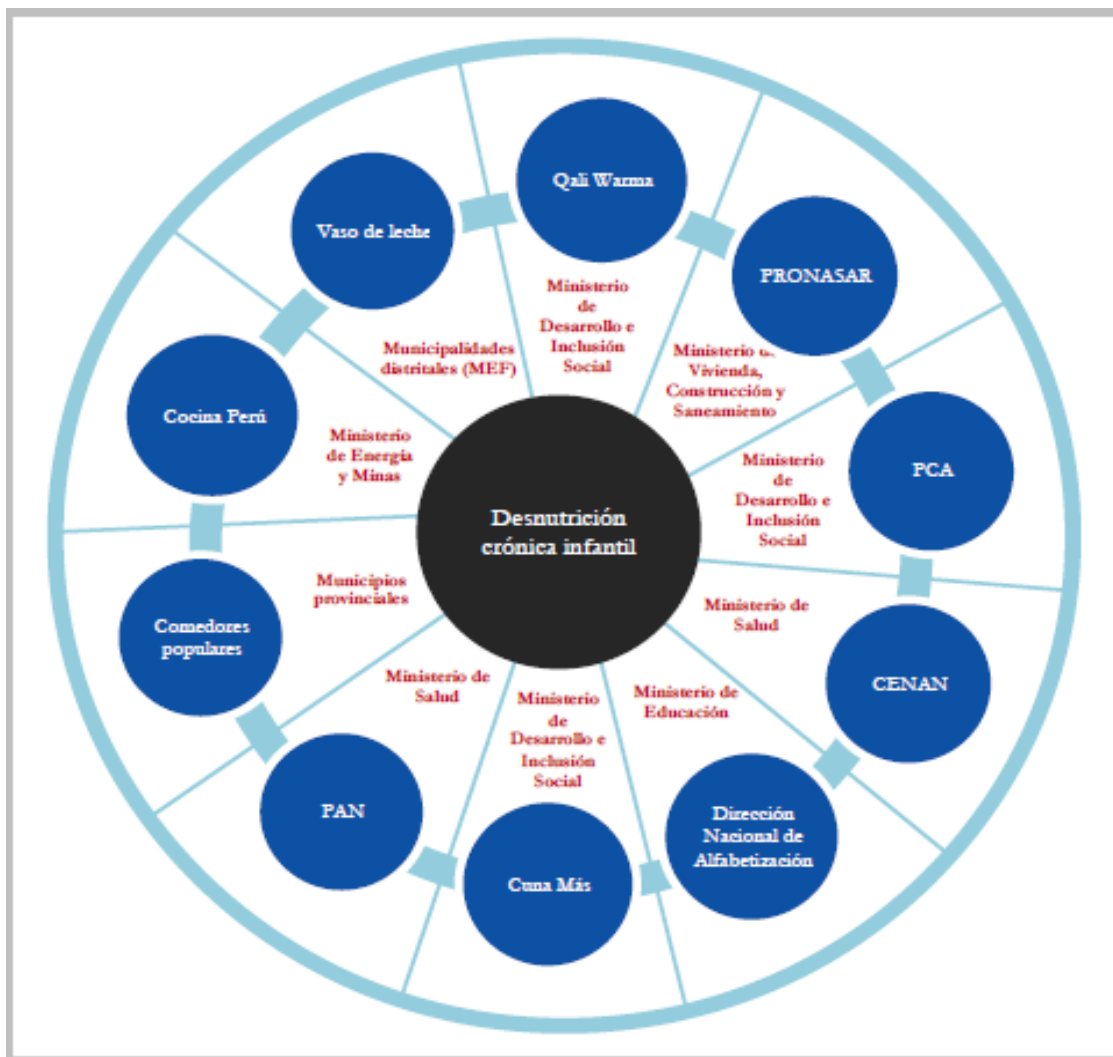 Qali Warma
Ministerio
de
Desarrollo e
Inclusión
Social
PRONASAR
Ministerio de
Vivienda,
Construcción y
Saneamiento
PCA
Ministerio
de
Desarrollo e
Inclusión
Social
CENAN
Ministerio de
Salud
Dirección
Nacional de
Alfabetización
Ministerio de
Educación
Cuna Más
Ministerio
de
Desarrollo e
Inclusión
Social
PAN
Ministerio de
Salud
Comedores
populares
Municipios
provinciales
Cocina Perú
Ministerio
de Energía
y Minas
Vaso de leche
Municipalidades
distritales (MEF)
Desnutrición
crónica infantil